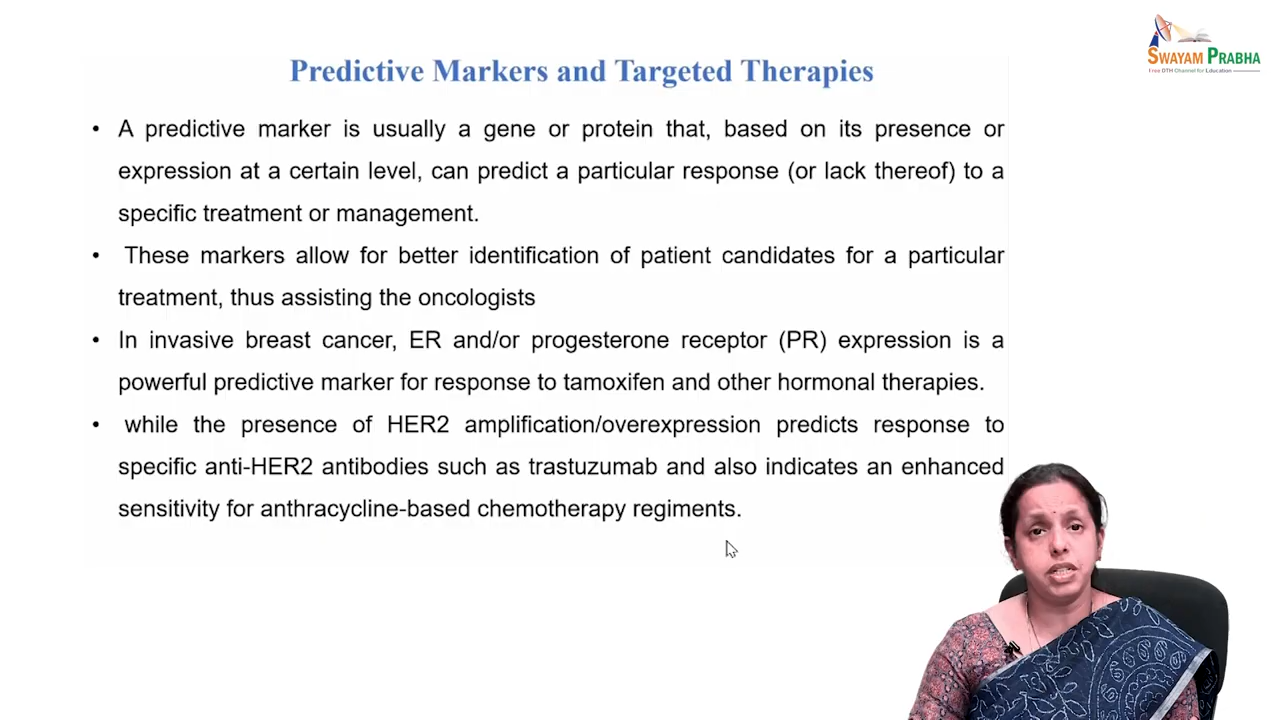 SWAYAM PRABHA
Free DTH Channel for Education
Predictive Markers and Targeted Therapies
• A predictive marker is usually a gene or protein that, based on its presence or
expression at a certain level, can predict a particular response (or lack thereof) to a
specific treatment or management.
• These markers allow for better identification of patient candidates for a particular
treatment, thus assisting the oncologists
• In invasive breast cancer, ER and/or progesterone receptor (PR) expression is a
powerful predictive marker for response to tamoxifen and other hormonal therapies.
• while the presence of HER2 amplification/overexpression predicts response to
specific anti-HER2 antibodies such as trastuzumab and also indicates an enhanced
sensitivity for anthracycline-based chemotherapy regiments.